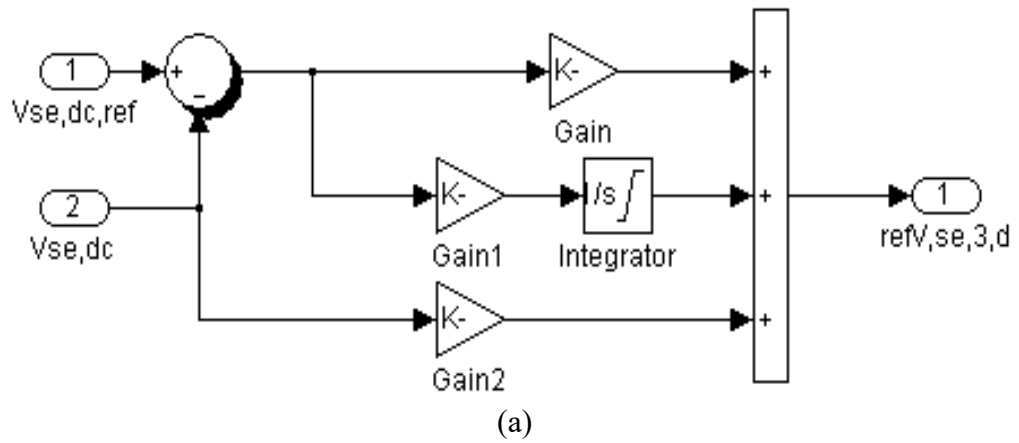 1
Vse,dc,ref
+
−
K-
Gain
+
2
Vse,dc
K-
Gain1
1/s
Integrator
+
1
refV,se,3,d
K-
Gain2
+
(a)